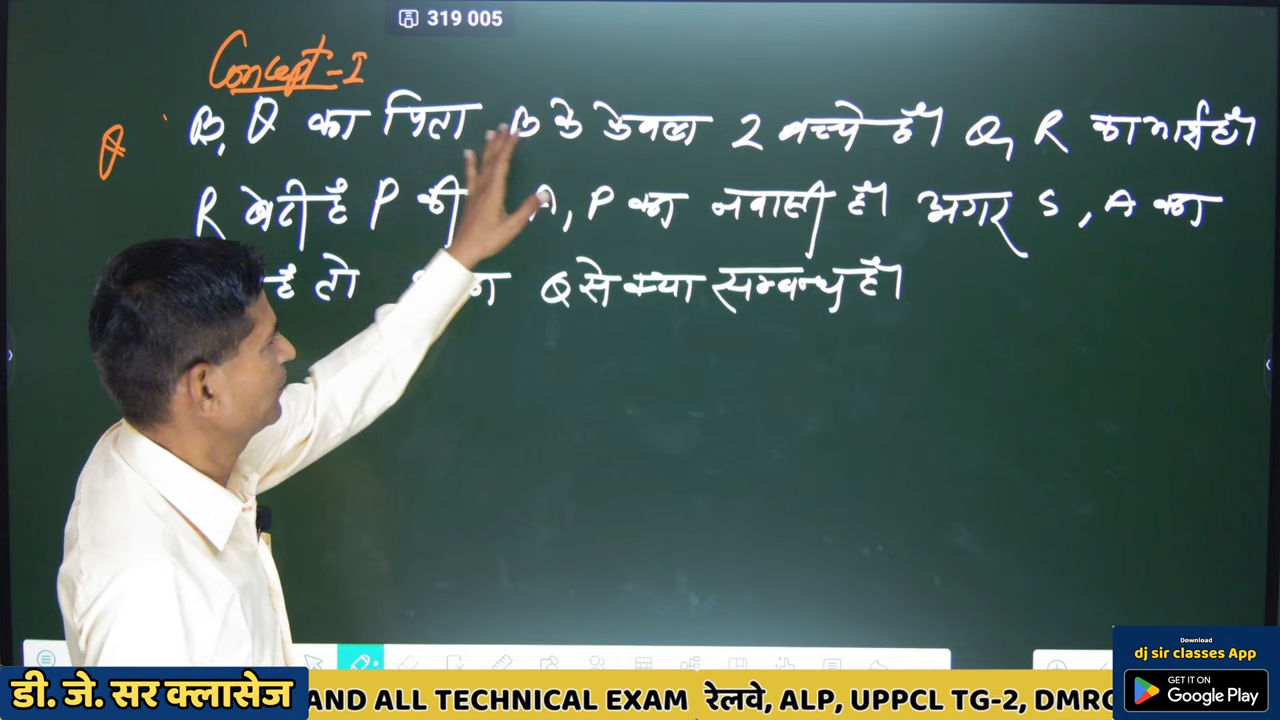 319 005
Concept-I
Q B, Q का पिता B के केवल 2 बच्चे हैं। Q, R का भाई है।
R बेटी है P की A, P का नवासी है। अगर S, A का
है तो का Q से क्या सम्बन्ध है।
Download
dj sir classes App
GET IT ON
Google Play
डी. जे. सर क्लासेज
AND ALL TECHNICAL EXAM रेलवे, ALP, UPPCL TG-2, DMRC